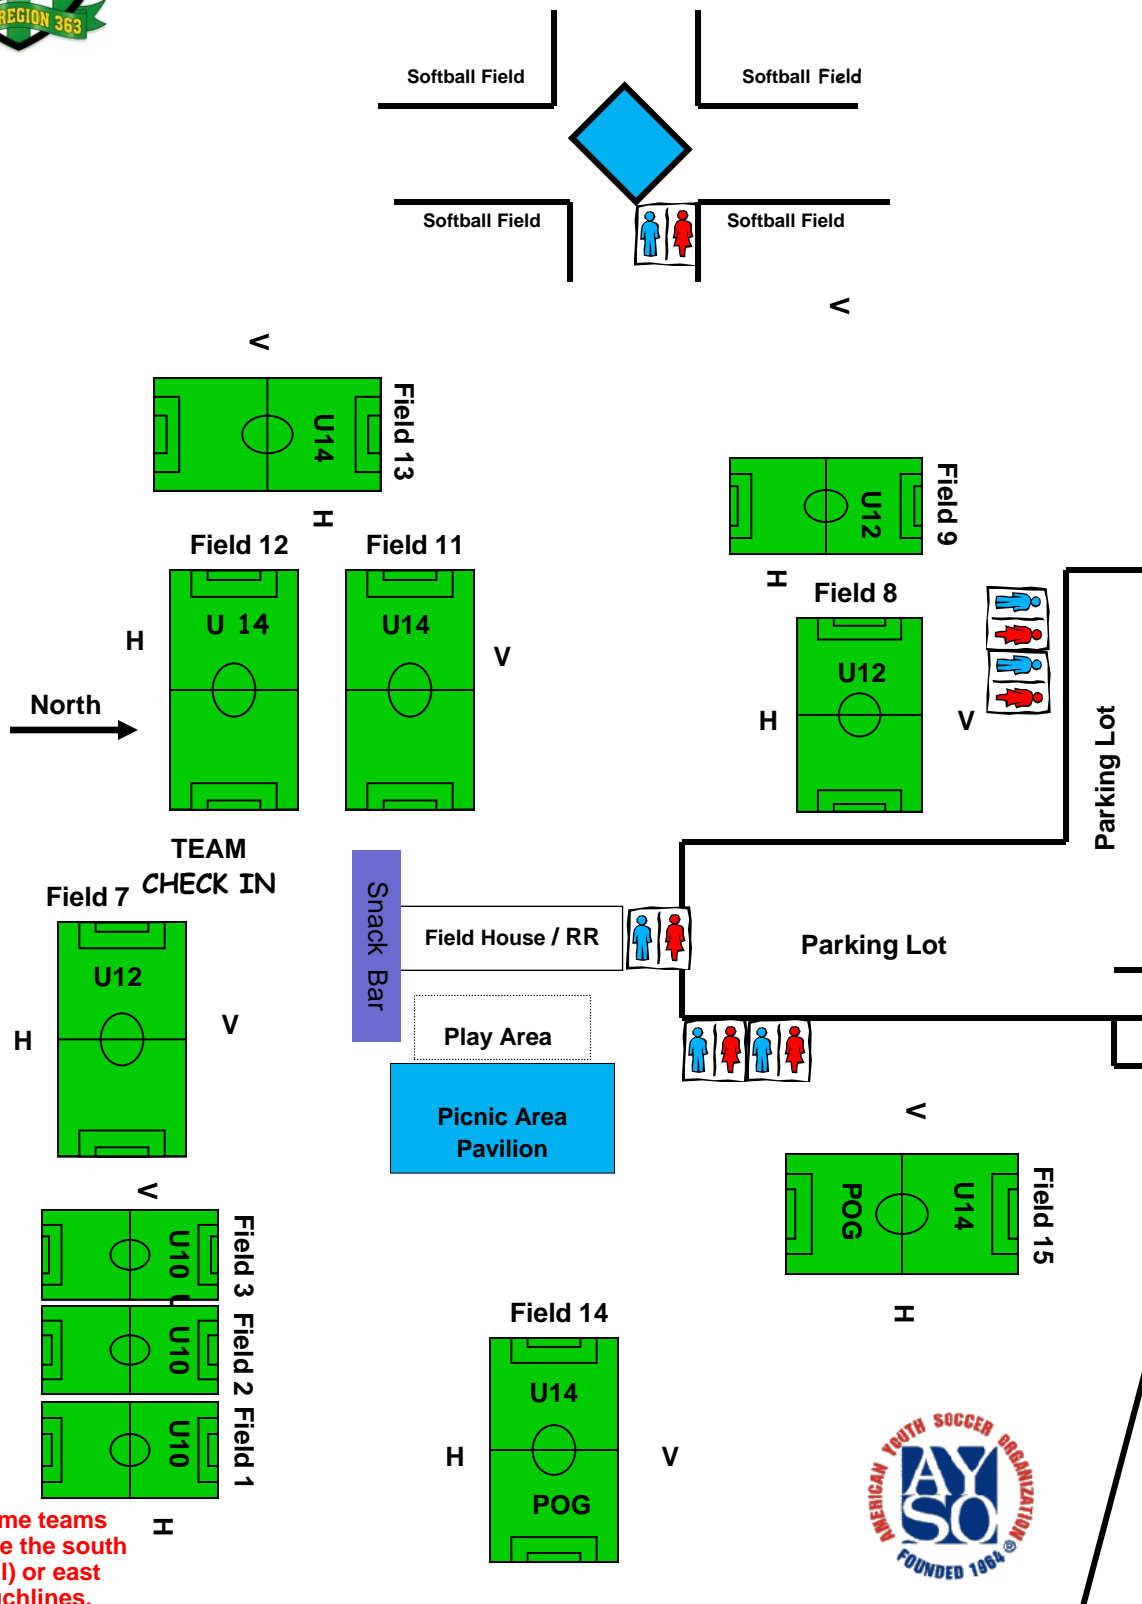 REGION 363
Softball Field
Softball Field
Softball Field
Softball Field
V
V
Field 13
U14
H
Field 9
U12
H
Field 12
Field 11
U 14
U14
H
V
Field 8
U12
H
V
North
Parking Lot
TEAM
CHECK IN
Field 7
U12
H
V
Snack Bar
Field House / RR
Parking Lot
Play Area
Picnic Area
Pavilion
V
V
Field 3
U10
Field 2
U10
Field 1
U10
H
POG
U14
Field 15
H
Field 14
U14
H
V
POG
AMERICAN YOUTH SOCCER ORGANIZATION
AYSO
FOUNDED 1964 ®
me teams
e the south
l) or east
uchlines.